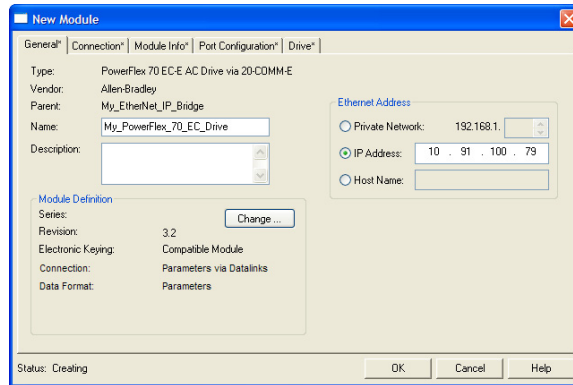 New Module
General* Connection* Module Info* Port Configuration* Drive*
Type: PowerFlex 70 EC-E AC Drive via 20-COMM-E
Vendor: Allen-Bradley
Parent: My_EtherNet_IP_Bridge
Name: My_PowerFlex_70_EC_Drive
Description:
Ethernet Address
Private Network: 192.168.1.
IP Address: 10 . 91 . 100 . 79
Host Name:
Module Definition
Series:
Change ...
Revision: 3.2
Electronic Keying: Compatible Module
Connection: Parameters via Datalinks
Data Format: Parameters
Status: Creating
OK Cancel Help